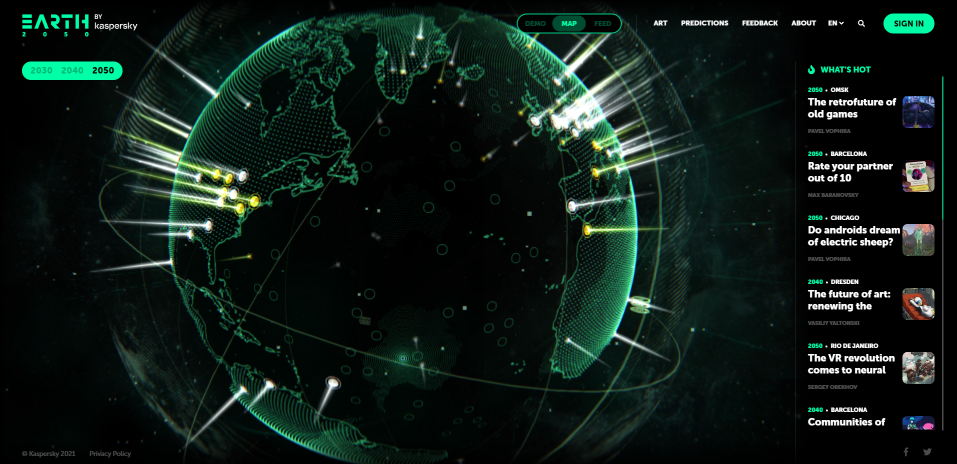 EARTH BY kaspersky
2050
DEMO MAP FEED
ART PREDICTIONS FEEDBACK ABOUT EN
SIGN IN
2030 2040 2050
WHAT'S HOT
2050 • OMSK
The retrofuture of
old games
PAVEL VOPHIRA
2050 • BARCELONA
Rate your partner
out of 10
MAX BABANOVSKY
2050 • CHICAGO
Do androids dream
of electric sheep?
PAVEL VOPHIRA
2040 • DRESDEN
The future of art:
renewing the
VASILIY YALTONSKI
2050 • RIO DE JANEIRO
The VR revolution
comes to neural
SERGEY OREKHOV
2040 • BARCELONA
Communities of
© Kaspersky 2021 Privacy Policy